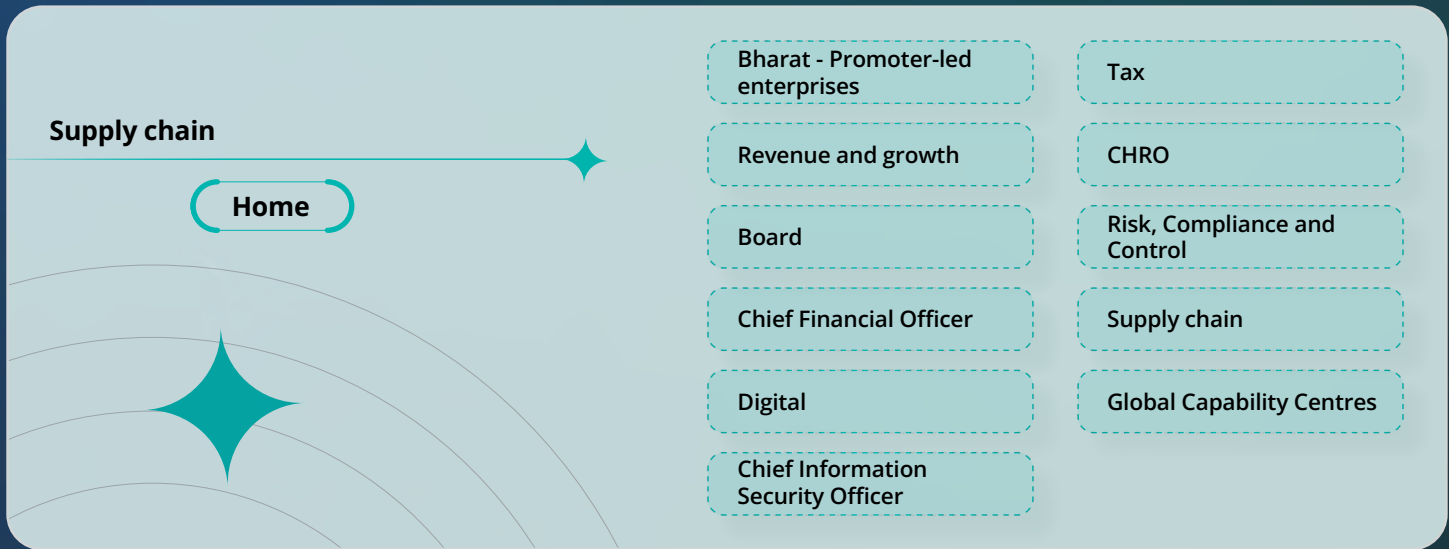 Supply chain
Home
Bharat - Promoter-led
enterprises
Revenue and growth
Board
Chief Financial Officer
Digital
Chief Information
Security Officer
Tax
CHRO
Risk, Compliance and
Control
Supply chain
Global Capability Centres